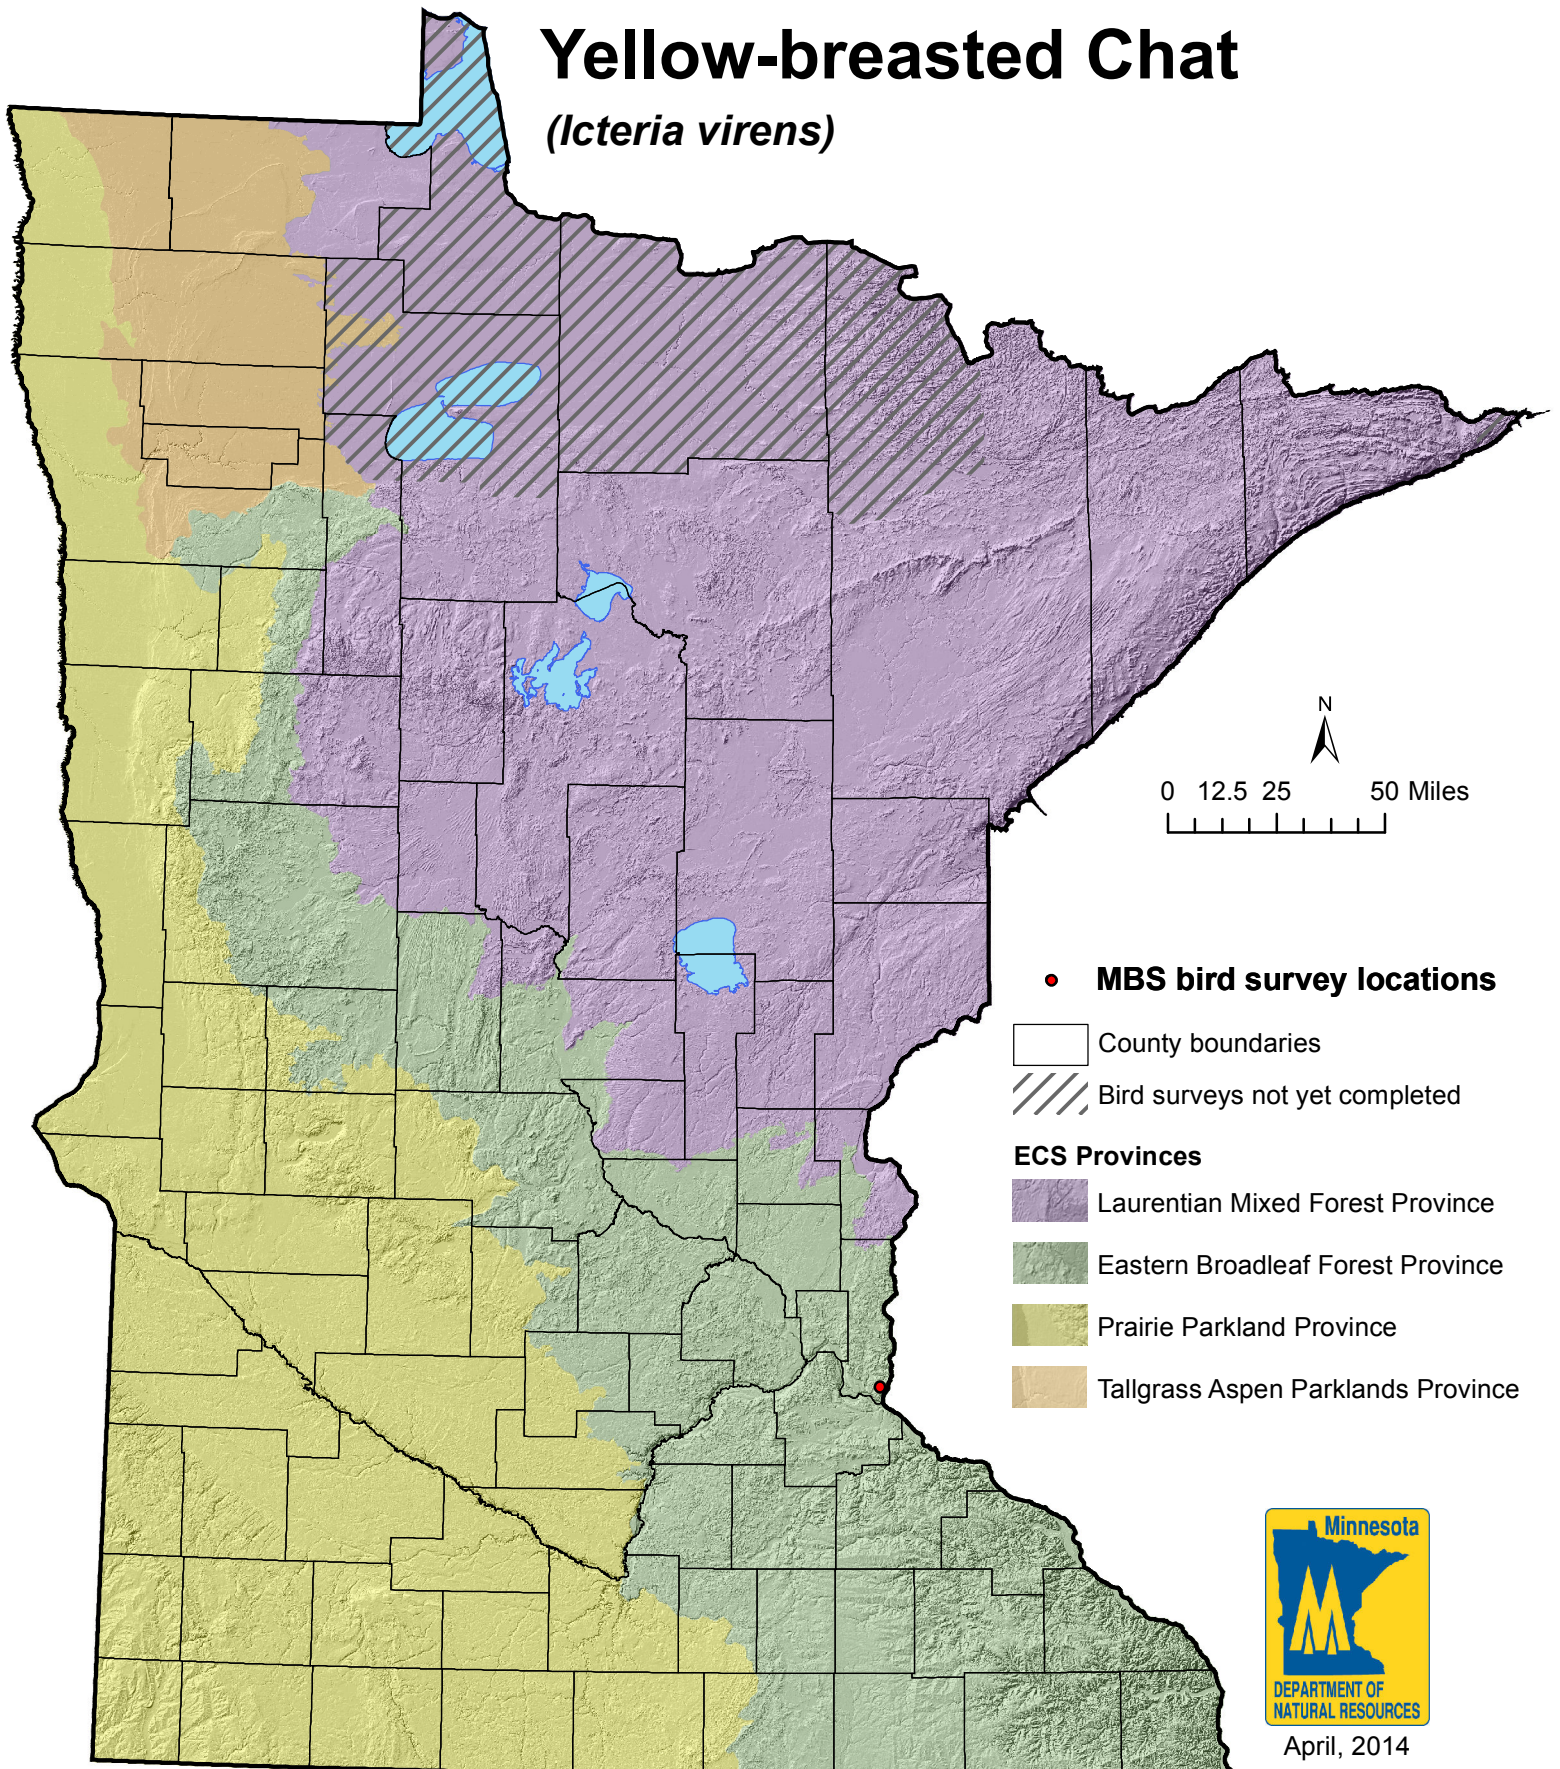 Yellow-breasted Chat
(Icteria virens)
N
0 12.5 25 50 Miles
MBS bird survey locations
County boundaries
Bird surveys not yet completed
ECS Provinces
Laurentian Mixed Forest Province
Eastern Broadleaf Forest Province
Prairie Parkland Province
Tallgrass Aspen Parklands Province
Minnesota
DEPARTMENT OF
NATURAL RESOURCES
April, 2014